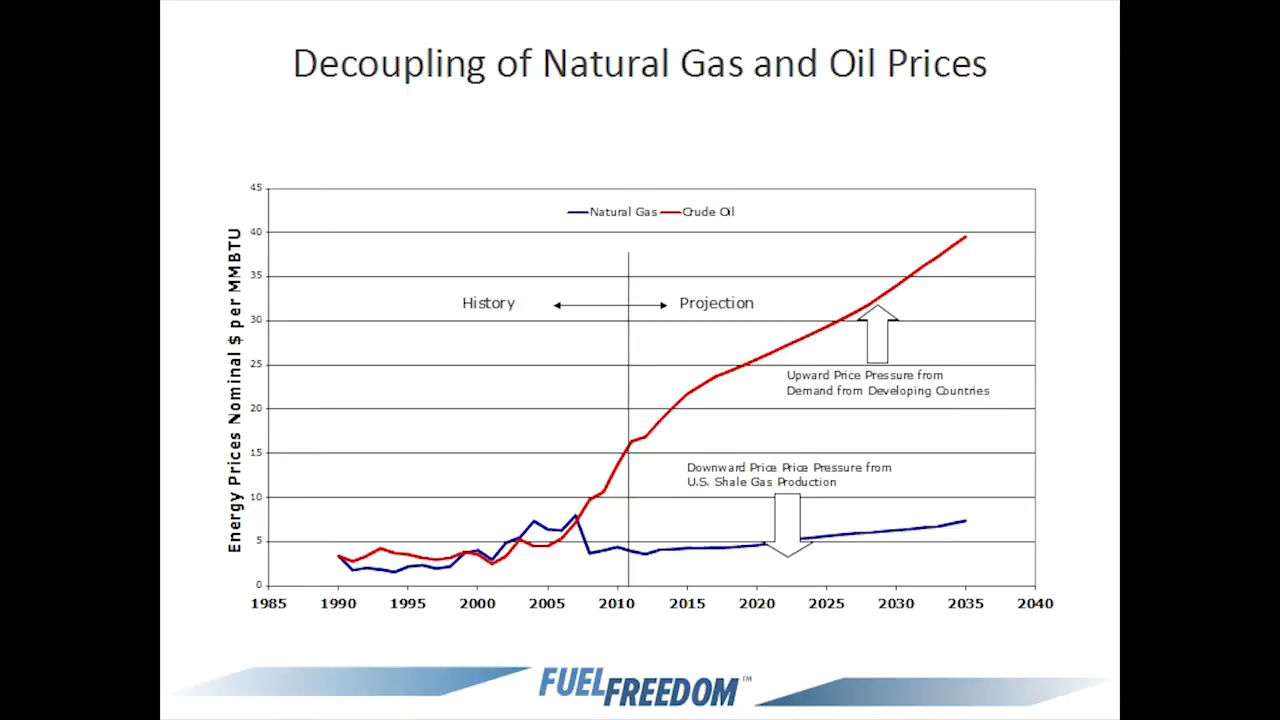 Decoupling of Natural Gas and Oil Prices
Energy Prices Nominal $ per MMBTU
45
40
35
30
25
20
15
10
5
0
Natural Gas
Crude Oil
History
Projection
Upward Price Pressure from
Demand from Developing Countries
Downward Price Price Pressure from
U.S. Shale Gas Production
1985 1990 1995 2000 2005 2010 2015 2020 2025 2030 2035 2040
FUELFREEDOM™